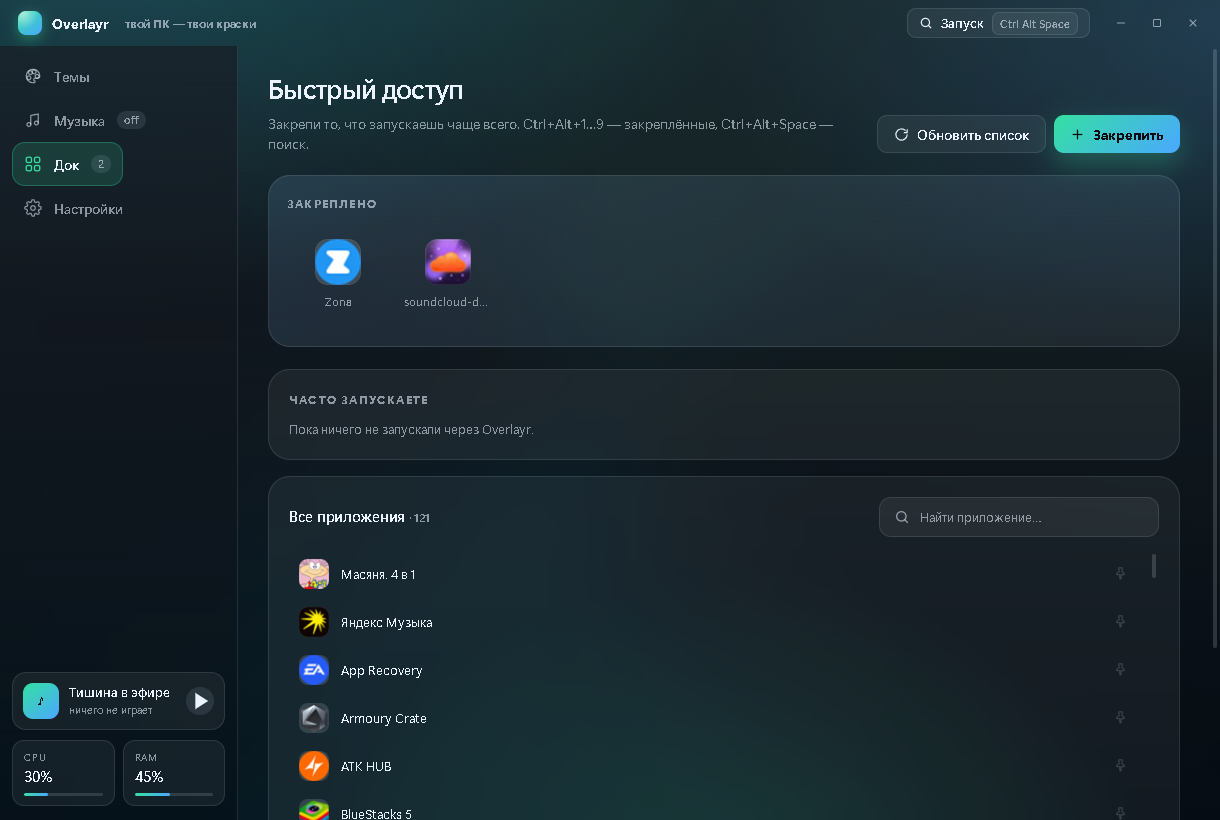 Overlayr твой ПК — твои краски
Запуск Ctrl Alt Space
Темы
Музыка off
Док 2
Настройки
Быстрый доступ
Закрепи то, что запускаешь чаще всего. Ctrl+Alt+1…9 — закреплённые, Ctrl+Alt+Space —
поиск.
Обновить список
Закрепить
ЗАКРЕПЛЕНО
Zona
soundcloud-d...
ЧАСТО ЗАПУСКАЕТЕ
Пока ничего не запускали через Overlayr.
Все приложения · 121
Найти приложение...
Масяня. 4 в 1
Яндекс Музыка
EA
App Recovery
Armoury Crate
ATK HUB
BlueStacks 5
Тишина в эфире
ничего не играет
CPU
30%
RAM
45%